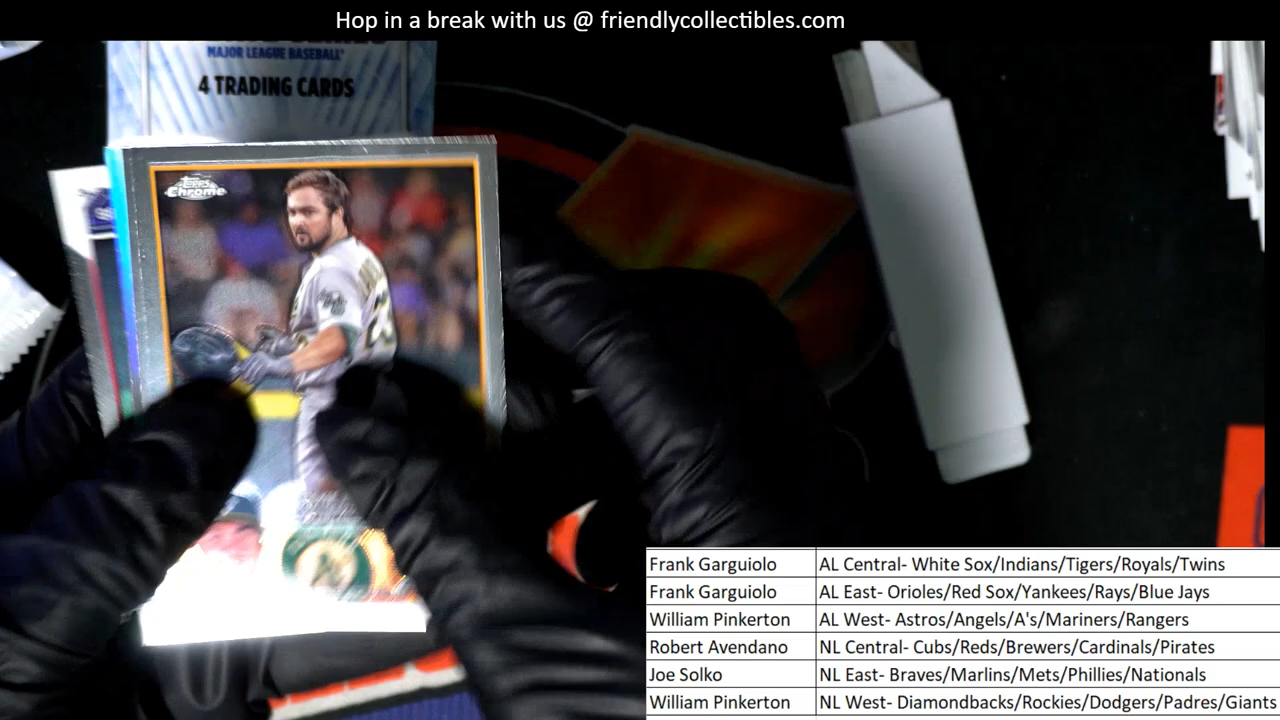 Hop in a break with us @ friendlycollectibles.com
MAJOR LEAGUE BASEBALL
4 TRADING CARDS
Topps
Chrome
Frank Garguiolo AL Central- White Sox/Indians/Tigers/Royals/Twins
Frank Garguiolo AL East- Orioles/Red Sox/Yankees/Rays/Blue Jays
William Pinkerton AL West- Astros/Angels/A's/Mariners/Rangers
Robert Avendano NL Central- Cubs/Reds/Brewers/Cardinals/Pirates
Joe Solko NL East- Braves/Marlins/Mets/Phillies/Nationals
William Pinkerton NL West- Diamondbacks/Rockies/Dodgers/Padres/Giants